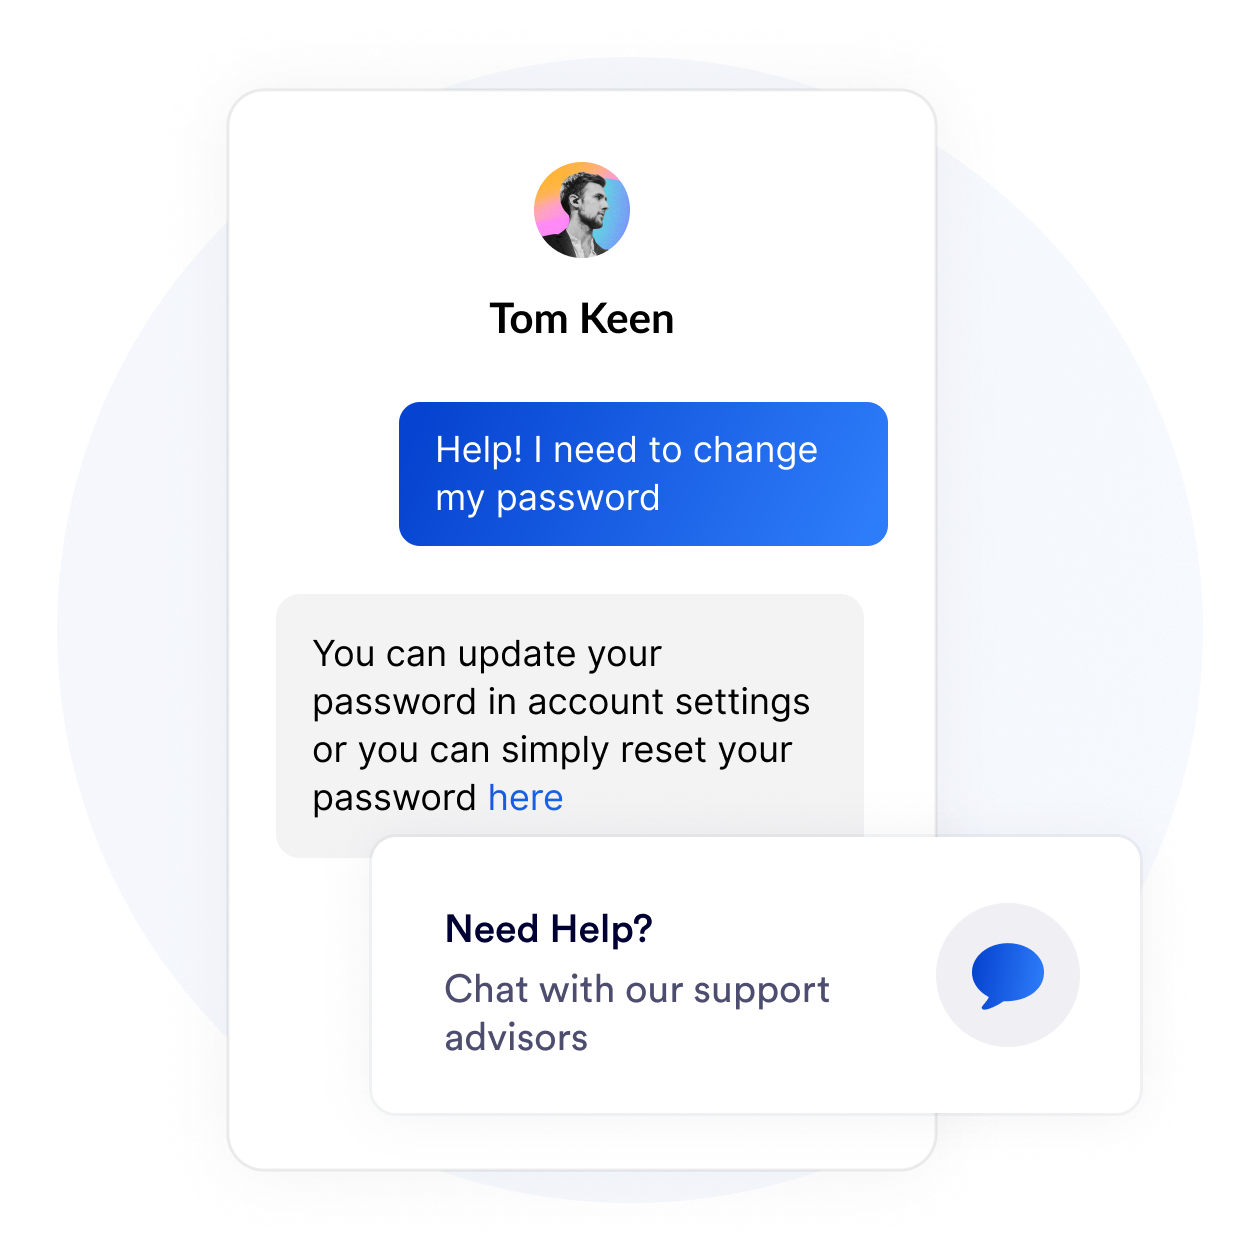 Tom Keen
Help! I need to change
my password
You can update your
password in account settings
or you can simply reset your
password here
Need Help?
Chat with our support
advisors